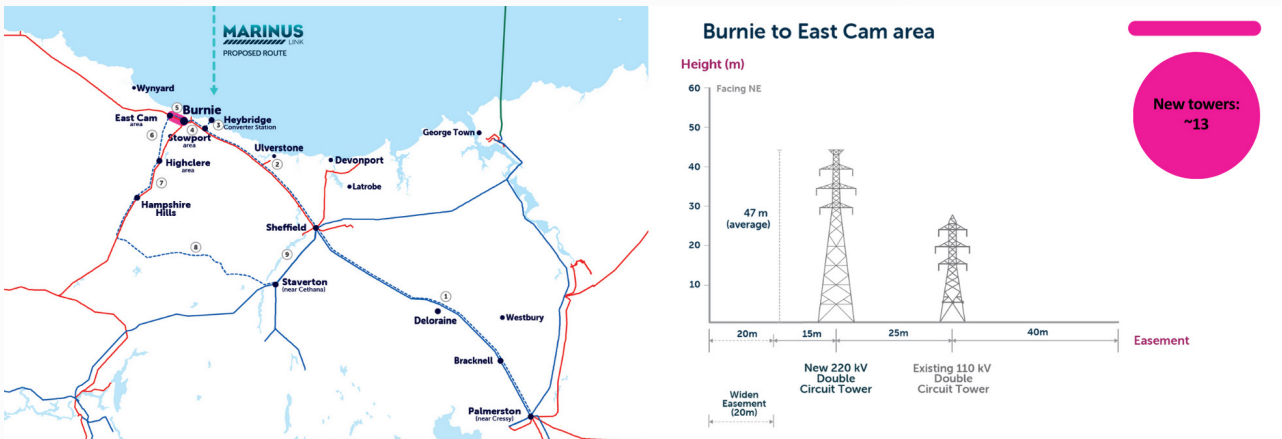 MARINUS
LINK
PROPOSED ROUTE
Wynyard
5
Burnie
East Cam
area
3
Heybridge
Converter Station
4
Stowport
area
6
Ulverstone
2
Highclere
area
7
Hampshire
Hills
George Town
Devonport
Latrobe
Sheffield
8
9
Staverton
(near Cethana)
1
Deloraine
Westbury
Bracknell
Palmerston
(near Cressy)
Burnie to East Cam area
Height (m)
60
Facing NE
50
40
30
20
10
47 m
(average)
20m
15m
25m
40m
Easement
New 220 kV
Double
Circuit Tower
Existing 110 kV
Double
Circuit Tower
Widen
Easement
(20m)
New towers:
~13